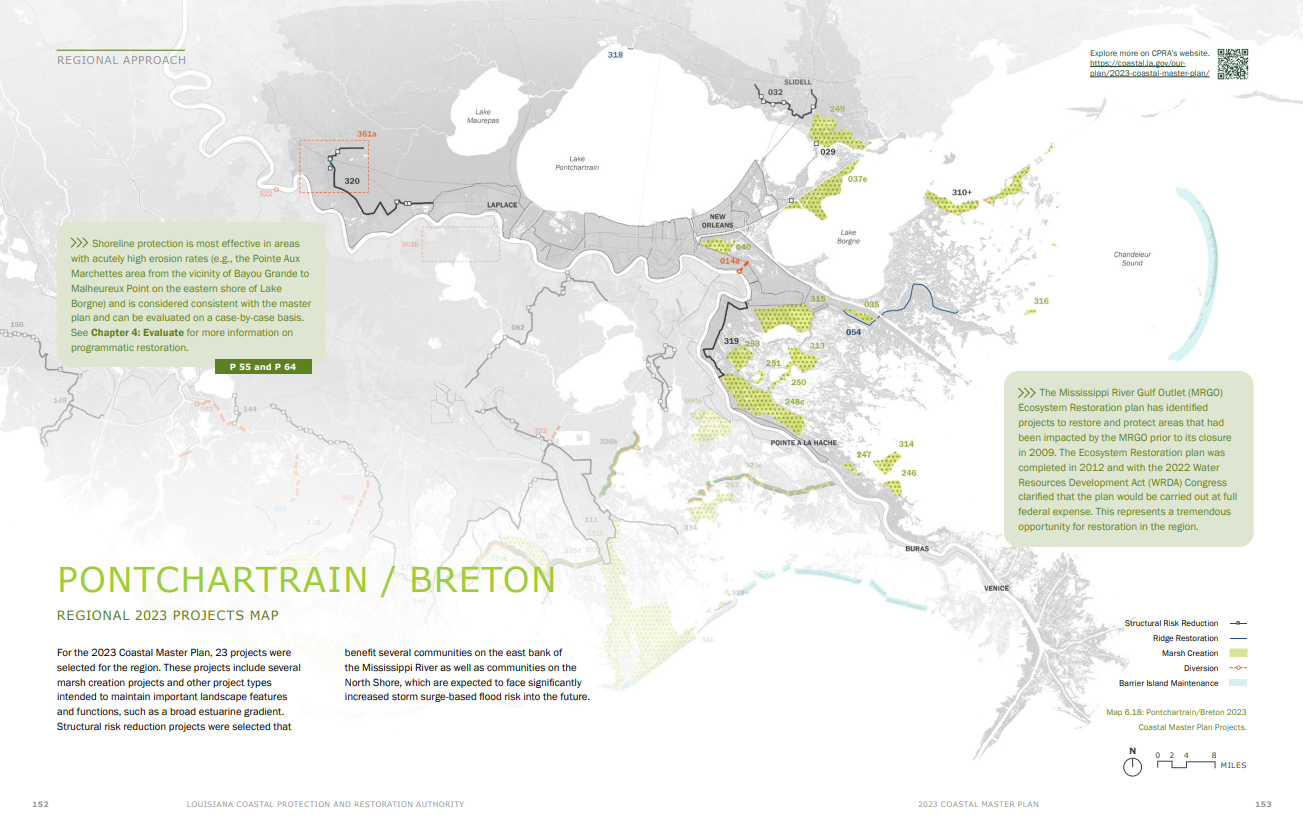 REGIONAL APPROACH
Explore more on CPRA's website.
https://coastal.la.gov/our-
plan/2023-coastal-master-plan/
318
SLIDELL
032
249
Lake
Maurepas
361a
029
Lake
Pontchartrain
037e
320
322
310+
LAPLACE
NEW
ORLEANS
Lake
Borgne
361b
040
014a
Chandeleur
Sound
>>> Shoreline protection is most effective in areas
with acutely high erosion rates (e.g., the Pointe Aux
Marchettes area from the vicinity of Bayou Grande to
Malheureux Point on the eastern shore of Lake
Borgne) and is considered consistent with the master
plan and can be evaluated on a case-by-case basis.
See Chapter 4: Evaluate for more information on
programmatic restoration.
P 55 and P 64
315
035
316
150
082
054
319
253
313
251
250
148
144
248c
322
326b
POINTE A LA HACHE
314
247
246
>>> The Mississippi River Gulf Outlet (MRGO)
Ecosystem Restoration plan has identified
projects to restore and protect areas that had
been impacted by the MRGO prior to its closure
in 2009. The Ecosystem Restoration plan was
completed in 2012 and with the 2022 Water
Resources Development Act (WRDA) Congress
clarified that the plan would be carried out at full
federal expense. This represents a tremendous
opportunity for restoration in the region.
111
334
BURAS
VENICE
PONTCHARTRAIN / BRETON
REGIONAL 2023 PROJECTS MAP
For the 2023 Coastal Master Plan, 23 projects were
selected for the region. These projects include several
marsh creation projects and other project types
intended to maintain important landscape features
and functions, such as a broad estuarine gradient.
Structural risk reduction projects were selected that
benefit several communities on the east bank of
the Mississippi River as well as communities on the
North Shore, which are expected to face significantly
increased storm surge-based flood risk into the future.
Structural Risk Reduction
Ridge Restoration
Marsh Creation
Diversion
Barrier Island Maintenance
Map 6.18: Pontchartrain/Breton 2023
Coastal Master Plan Projects.
N
0 2 4 8
MILES
152
LOUISIANA COASTAL PROTECTION AND RESTORATION AUTHORITY
2023 COASTAL MASTER PLAN
153